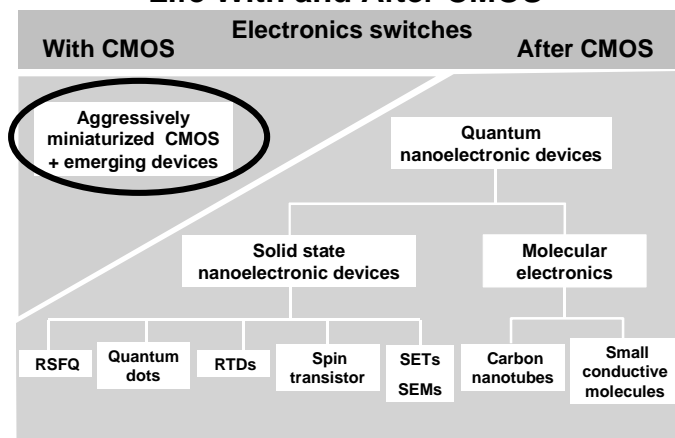 Life With and After CMOS
Electronics switches
With CMOS
After CMOS
Aggressively
miniaturized CMOS
+ emerging devices
Quantum
nanoelectronic devices
Solid state
nanoelectronic devices
Molecular
electronics
RSFQ
Quantum
dots
RTDs
Spin
transistor
SETs
SEMs
Carbon
nanotubes
Small
conductive
molecules